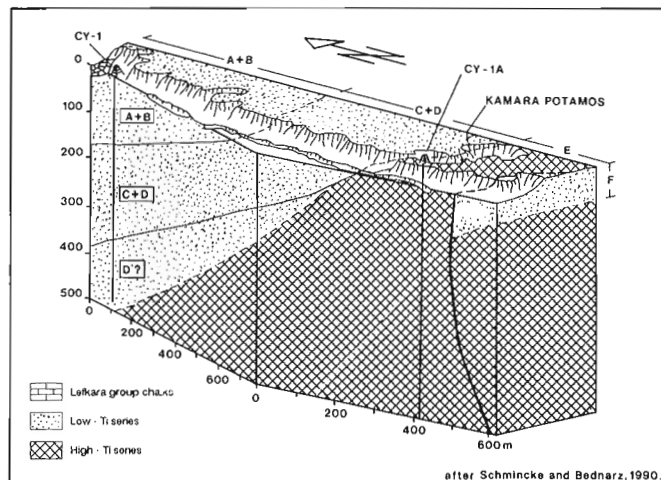 CY-1
A+B
CY-1A
C+D
KAMARA POTAMOS
E
F
0
100
200
300
400
500
A+B
C+D
D'?
0
200
400
600
0
200
400
600m
Lefkara group chalks
Low-Ti series
High-Ti series
after Schmincke and Bednarz,1990.